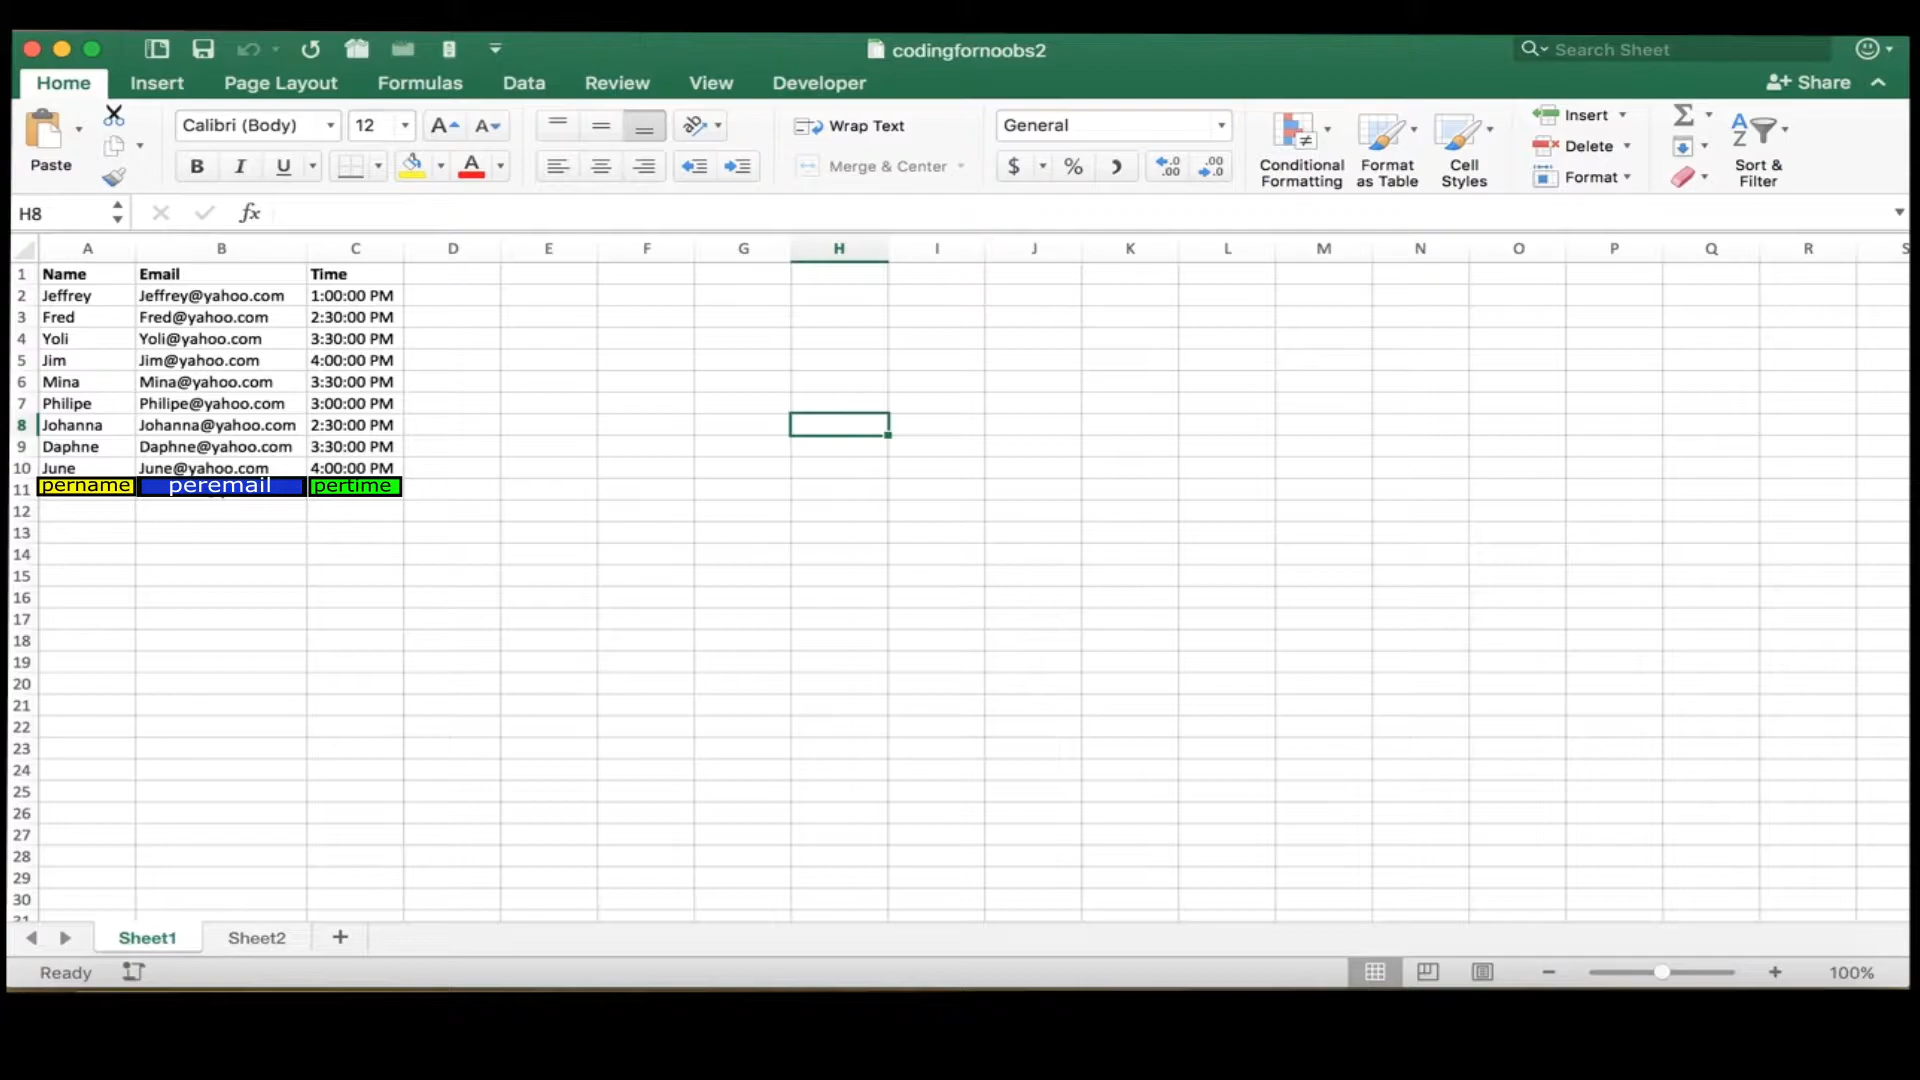 codingfornoobs2
Search Sheet
Home Insert Page Layout Formulas Data Review View Developer Share
Paste
Calibri (Body) 12 A A
B I U A
Wrap Text
Merge & Center
General
$ % ,
Conditional Formatting
Format as Table
Cell Styles
Insert
Delete
Format
Sort & Filter
H8 fx
A B C D E F G H I J K L M N O P Q R S
1 Name Email Time
2 Jeffrey Jeffrey@yahoo.com 1:00:00 PM
3 Fred Fred@yahoo.com 2:30:00 PM
4 Yoli Yoli@yahoo.com 3:30:00 PM
5 Jim Jim@yahoo.com 4:00:00 PM
6 Mina Mina@yahoo.com 3:30:00 PM
7 Philipe Philipe@yahoo.com 3:00:00 PM
8 Johanna Johanna@yahoo.com 2:30:00 PM
9 Daphne Daphne@yahoo.com 3:30:00 PM
10 June June@yahoo.com 4:00:00 PM
11 pername peremail pertime
12
13
14
15
16
17
18
19
20
21
22
23
24
25
26
27
28
29
30
31
Sheet1 Sheet2 +
Ready 100%